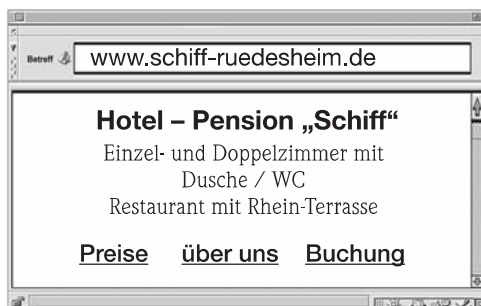 Betreff www.schiff-ruedesheim.de
Hotel – Pension „Schiff“
Einzel- und Doppelzimmer mit
Dusche / WC
Restaurant mit Rhein-Terrasse
Preise über uns Buchung